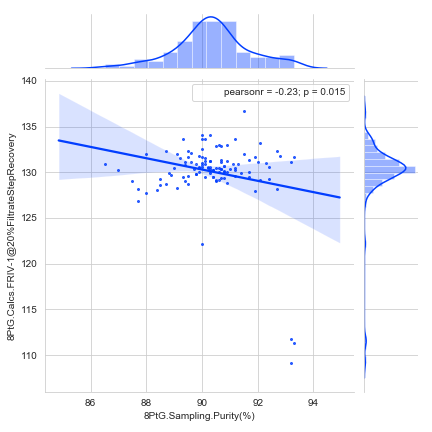 140
pearsonr = -0.23; p = 0.015
135
130
125
120
115
110
8PtG.Calcs.FRIV-1@20%FiltrateStepRecovery
86 88 90 92 94
8PtG.Sampling.Purity(%)